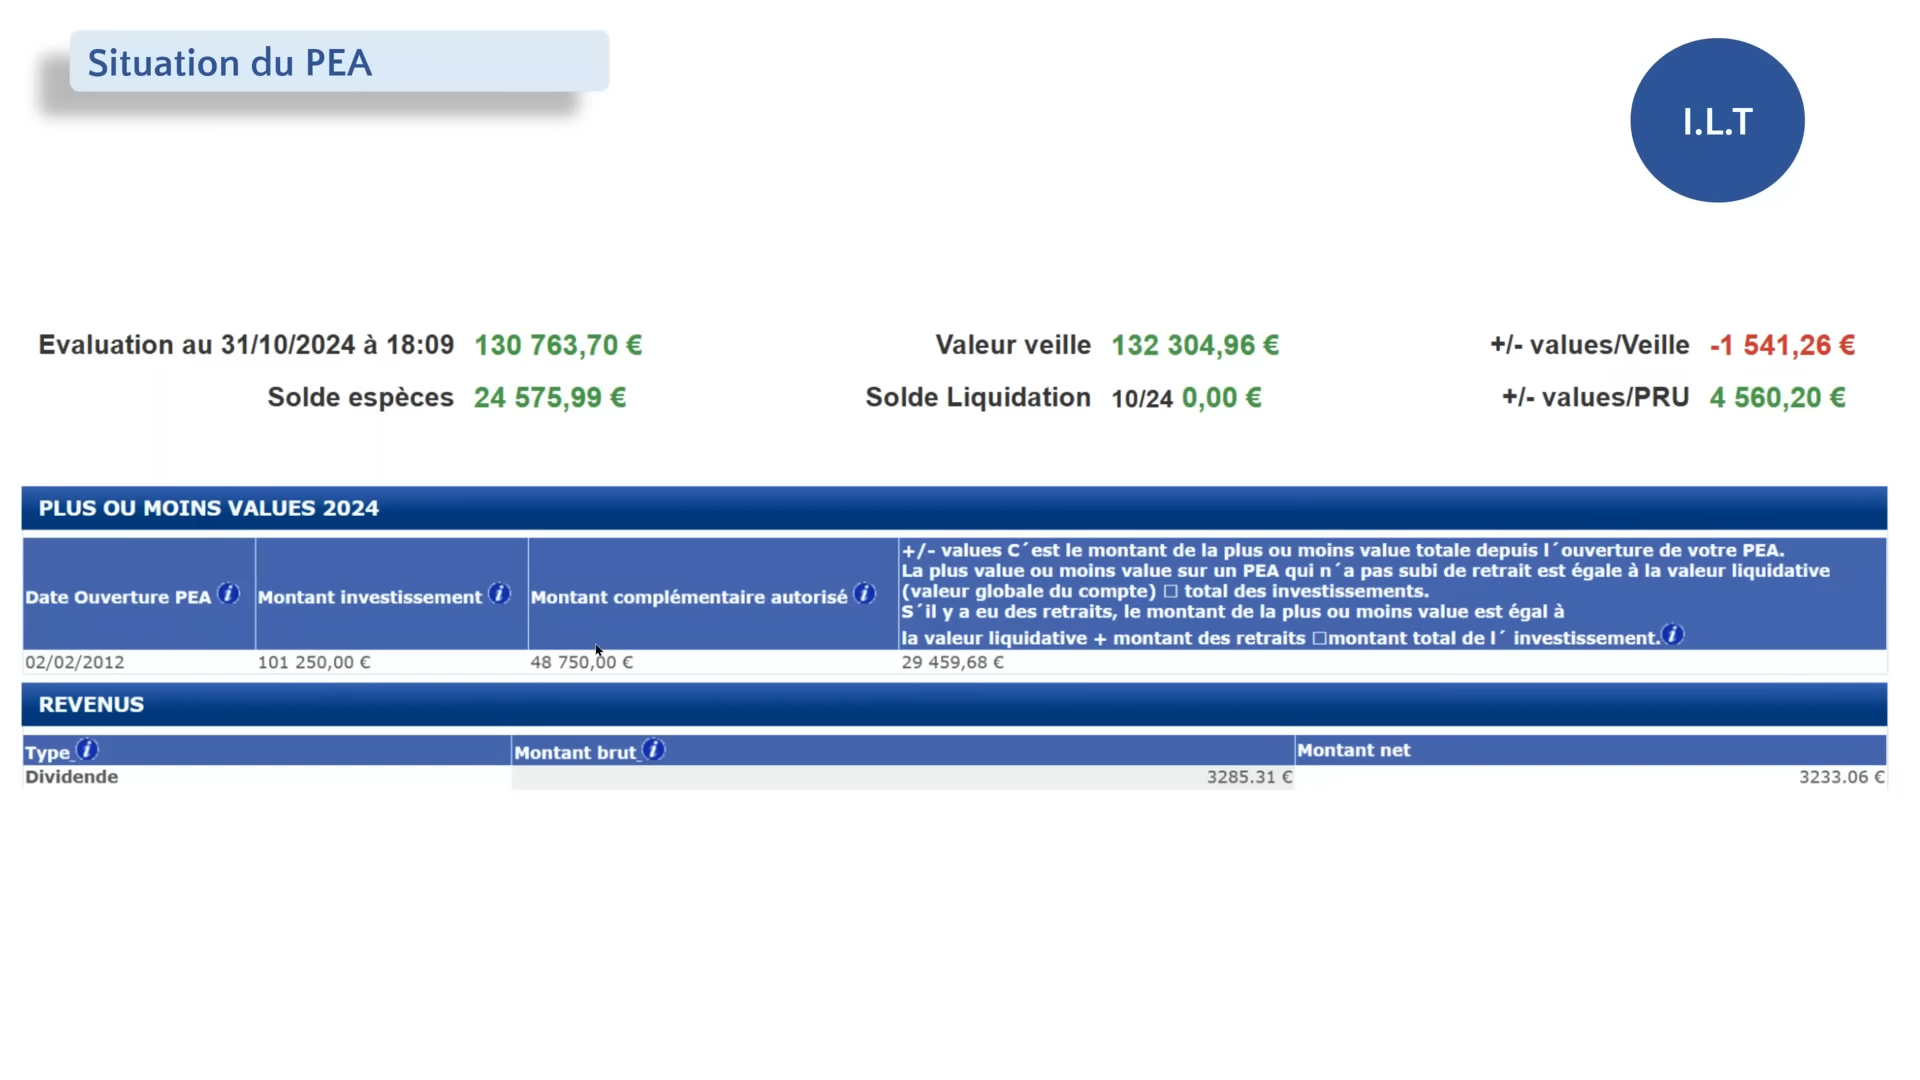 Situation du PEA
I.L.T
Evaluation au 31/10/2024 à 18:09 130 763,70 € Valeur veille 132 304,96 € +/- values/Veille -1 541,26 €
Solde espèces 24 575,99 € Solde Liquidation 10/24 0,00 € +/- values/PRU 4 560,20 €
PLUS OU MOINS VALUES 2024
Date Ouverture PEA Montant investissement Montant complémentaire autorisé
+/- values C´est le montant de la plus ou moins value totale depuis l´ouverture de votre PEA.
La plus value ou moins value sur un PEA qui n´a pas subi de retrait est égale à la valeur liquidative
(valeur globale du compte) □ total des investissements.
S´il y a eu des retraits, le montant de la plus ou moins value est égal à
la valeur liquidative + montant des retraits □montant total de l´ investissement.
02/02/2012 101 250,00 € 48 750,00 € 29 459,68 €
REVENUS
Type Montant brut Montant net
Dividende 3285.31 € 3233.06 €